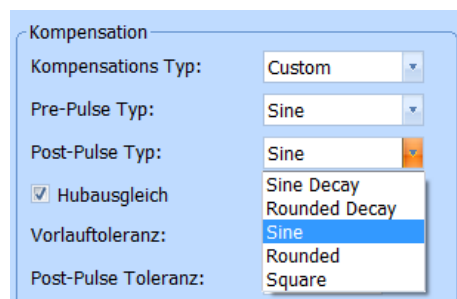 Kompensation
Kompensations Typ: Custom
Pre-Pulse Typ: Sine
Post-Pulse Typ: Sine
Hubausgleich
Sine Decay
Rounded Decay
Sine
Rounded
Square
Vorlauftoleranz:
Post-Pulse Toleranz: